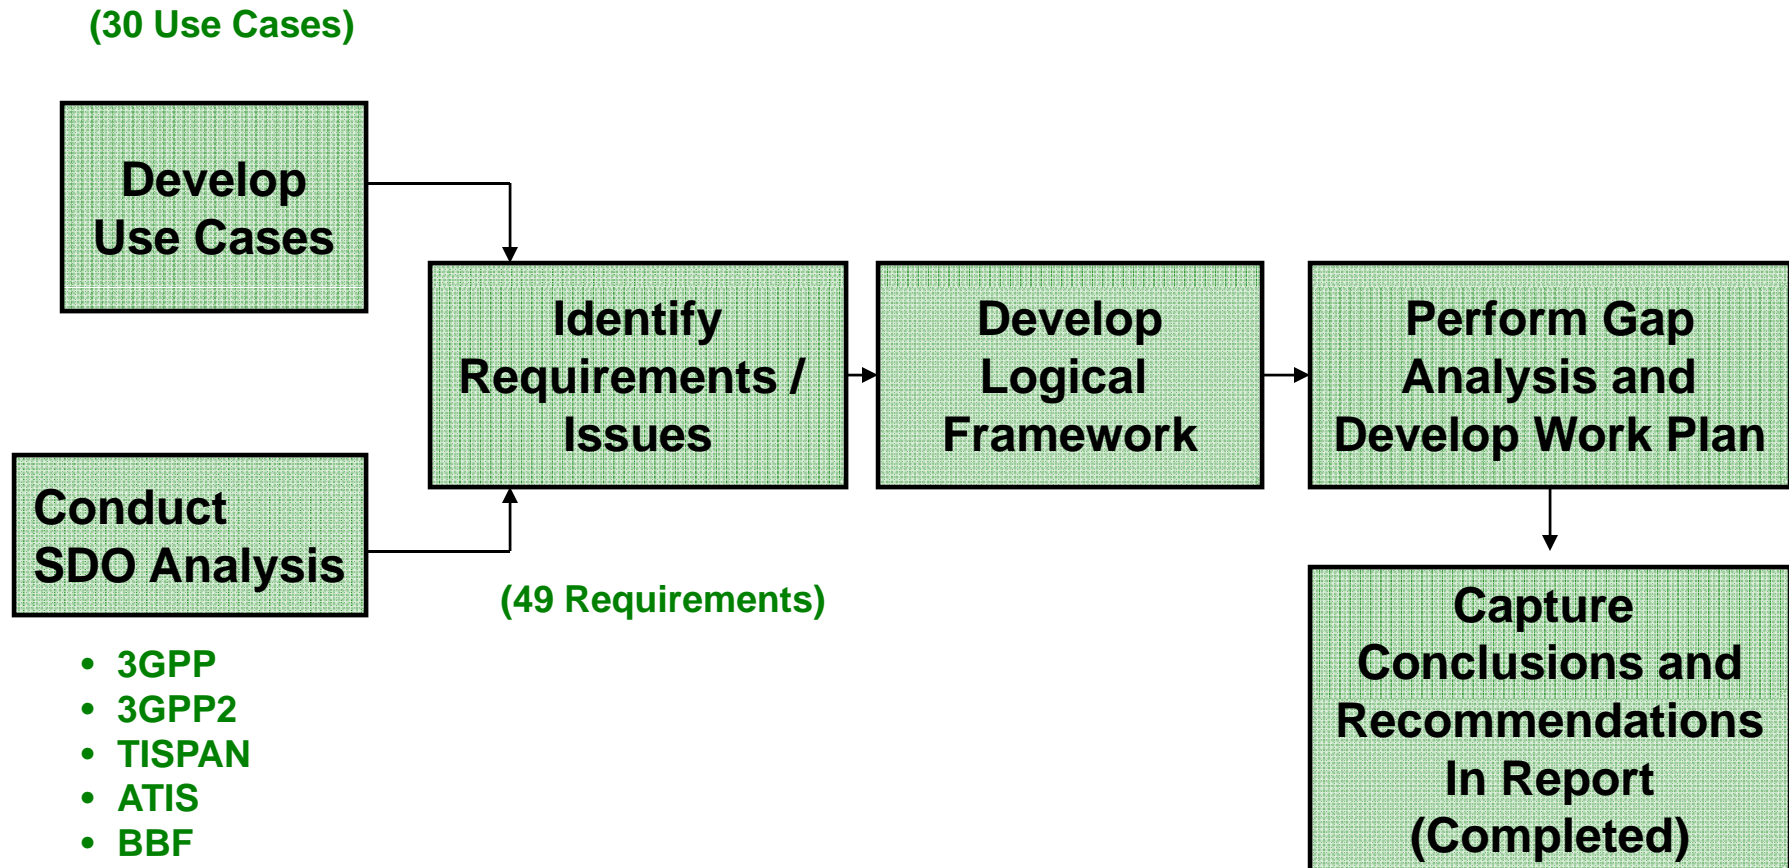 (30 Use Cases)
Develop
Use Cases
Identify
Requirements /
Issues
Develop
Logical
Framework
Perform Gap
Analysis and
Develop Work Plan
Conduct
SDO Analysis
(49 Requirements)
• 3GPP
• 3GPP2
• TISPAN
• ATIS
• BBF
Capture
Conclusions and
Recommendations
In Report
(Completed)